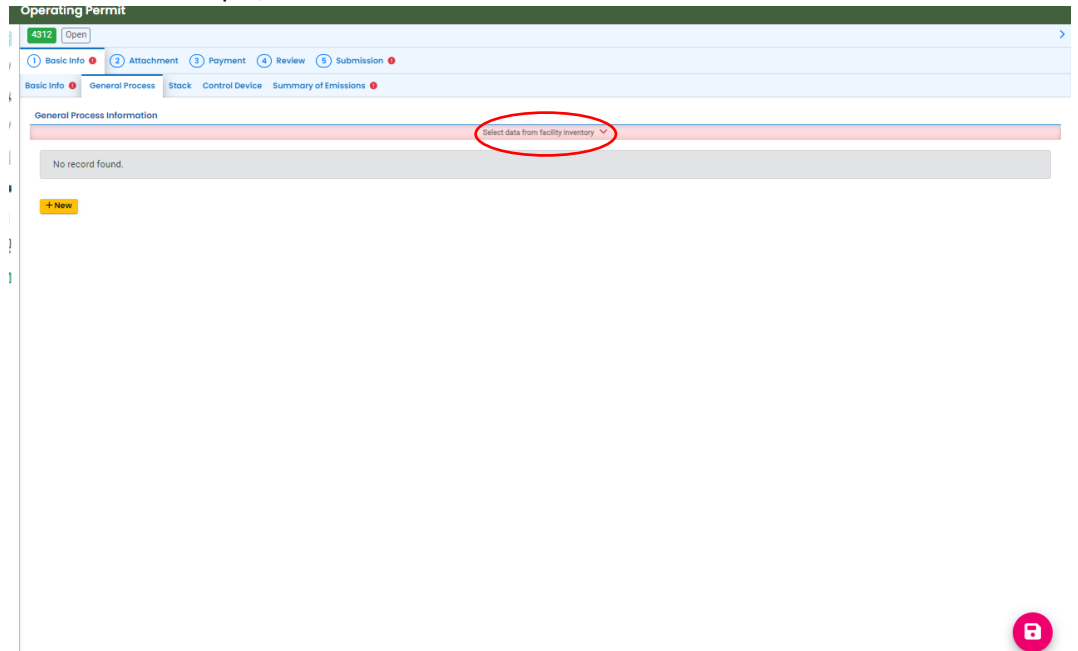 Operating Permit
4312 Open
1 Basic Info 2 Attachment 3 Payment 4 Review 5 Submission
Basic Info General Process Stack Control Device Summary of Emissions
General Process Information
Select data from facility inventory
No record found.
+ New